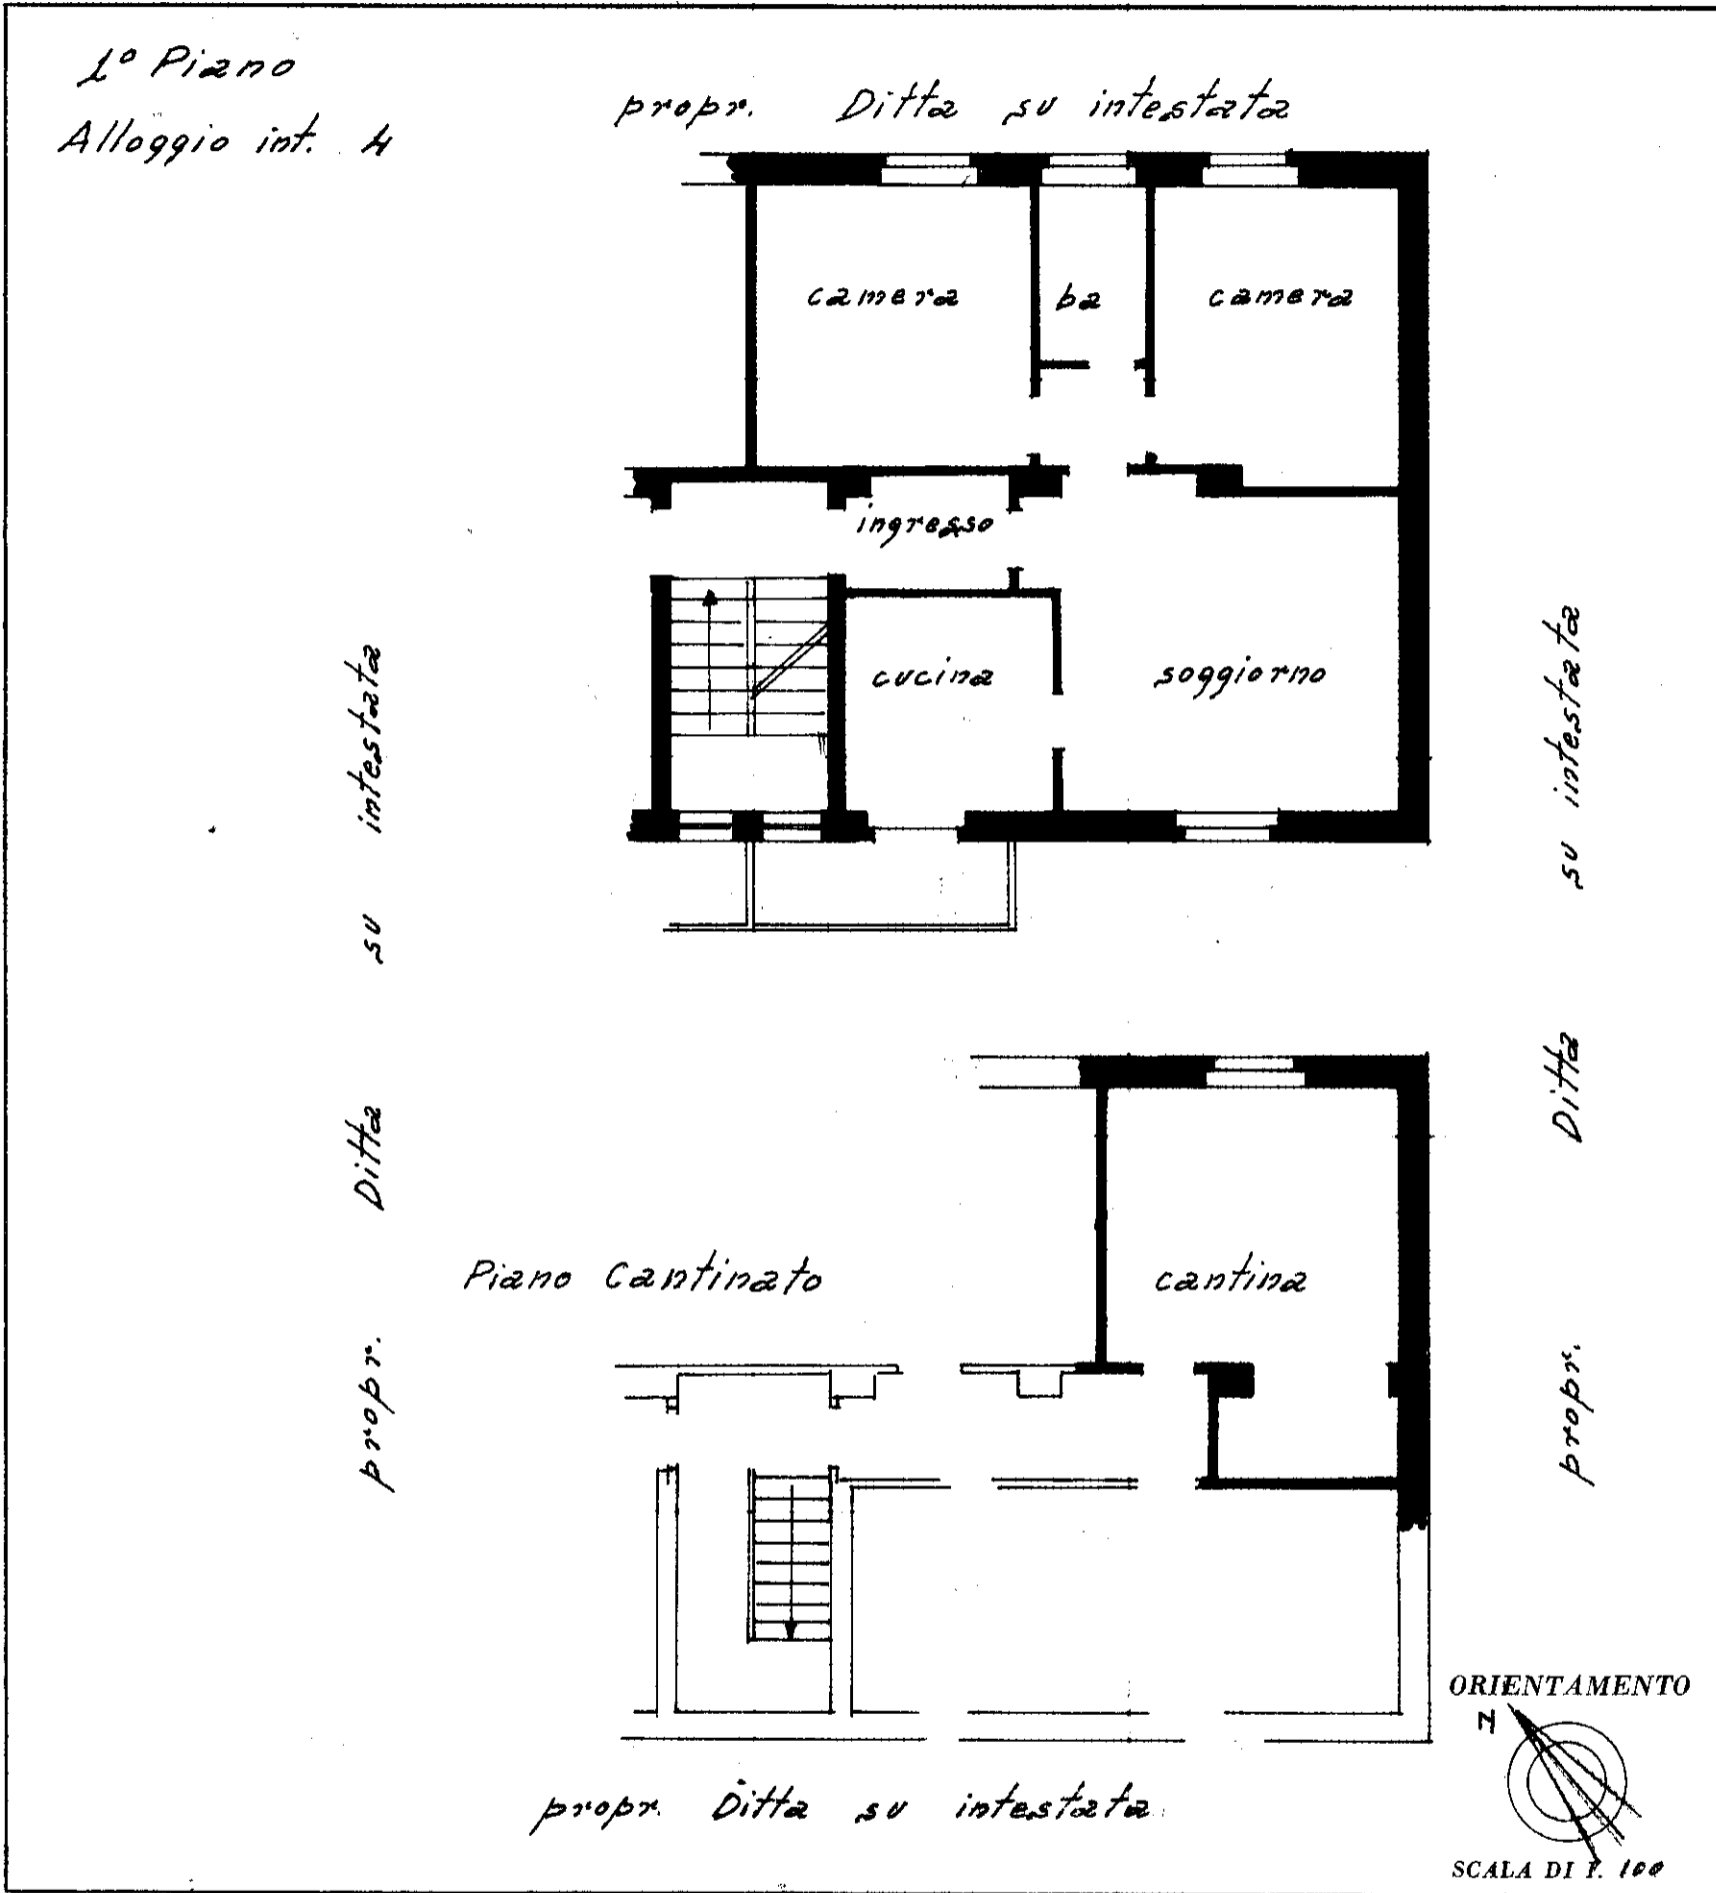 1º Piano
Alloggio int. 4
propr. Ditta su intestata
camera
ba
camera
ingresso
cucina
soggiorno
propr. Ditta su intestata
propr. Ditta su intestata
Piano Cantinato
cantina
propr. Ditta su intestata
ORIENTAMENTO
N
SCALA DI 1: 100